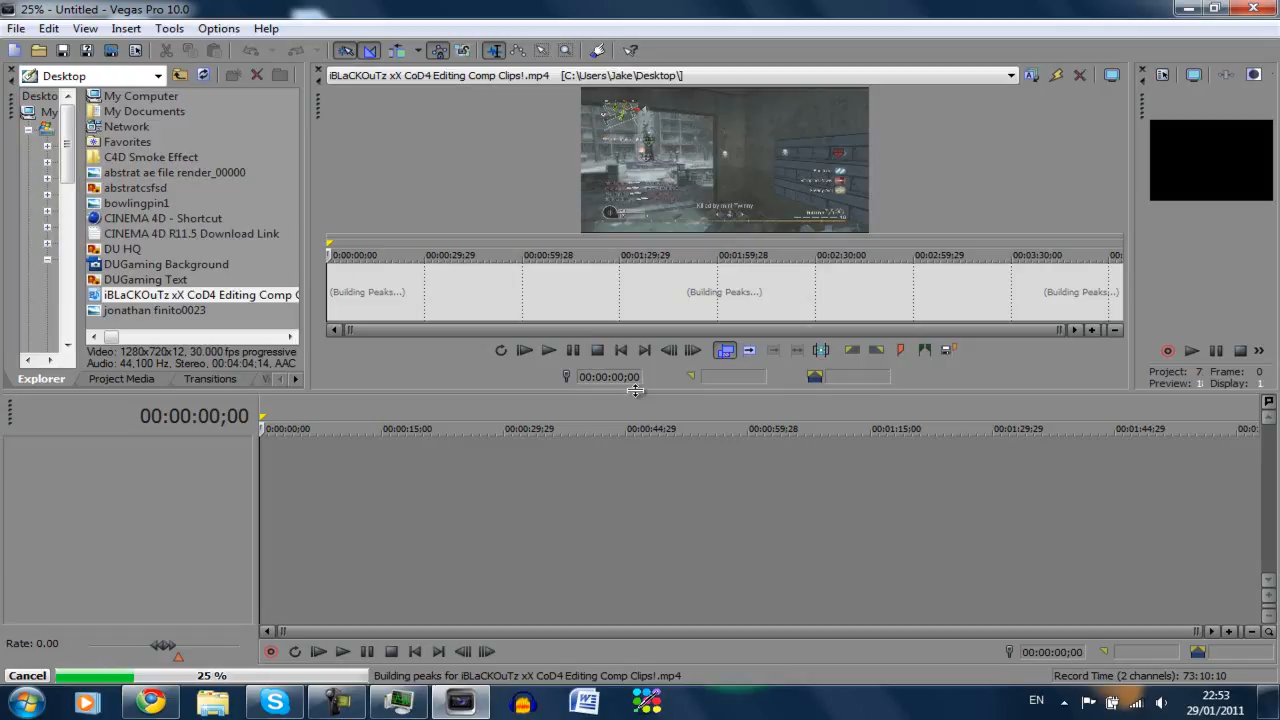 25% - Untitled - Vegas Pro 10.0
File Edit View Insert Tools Options Help
Desktop
iBLaCKOuTz xX CoD4 Editing Comp Clips!.mp4 [C:\Users\Jake\Desktop\]
Deskto
My
My Computer
My Documents
Network
Favorites
C4D Smoke Effect
abstrat ae file render_00000
abstratcsfsd
bowlingpin1
CINEMA 4D - Shortcut
CINEMA 4D R11.5 Download Link
DU HQ
DUGaming Background
DUGaming Text
iBLaCKOuTz xX CoD4 Editing Comp C
jonathan finito0023
Video: 1280x720x12, 30.000 fps progressive
Audio: 44,100 Hz, Stereo, 00:04:04:14, AAC
Explorer Project Media Transitions
Killed by mini Twinny
0:00:00:00 00:00:29;29 00:00:59;28 00:01:29;29 00:01:59;28 00:02:30;00 00:02:59;29 00:03:30;00 00:
(Building Peaks...) (Building Peaks...) (Building Peaks...)
00:00:00;00
Project: 7 Frame: 0
Preview: 1 Display: 1
00:00:00;00
0:00:00;00 00:00:15;00 00:00:29;29 00:00:44;29 00:00:59;28 00:01:15;00 00:01:29;29 00:01:44;29 00:0
Rate: 0.00
00:00:00;00
Cancel 25 % Building peaks for iBLaCKOuTz xX CoD4 Editing Comp Clips!.mp4 Record Time (2 channels): 73:10:10
EN 22:53
29/01/2011